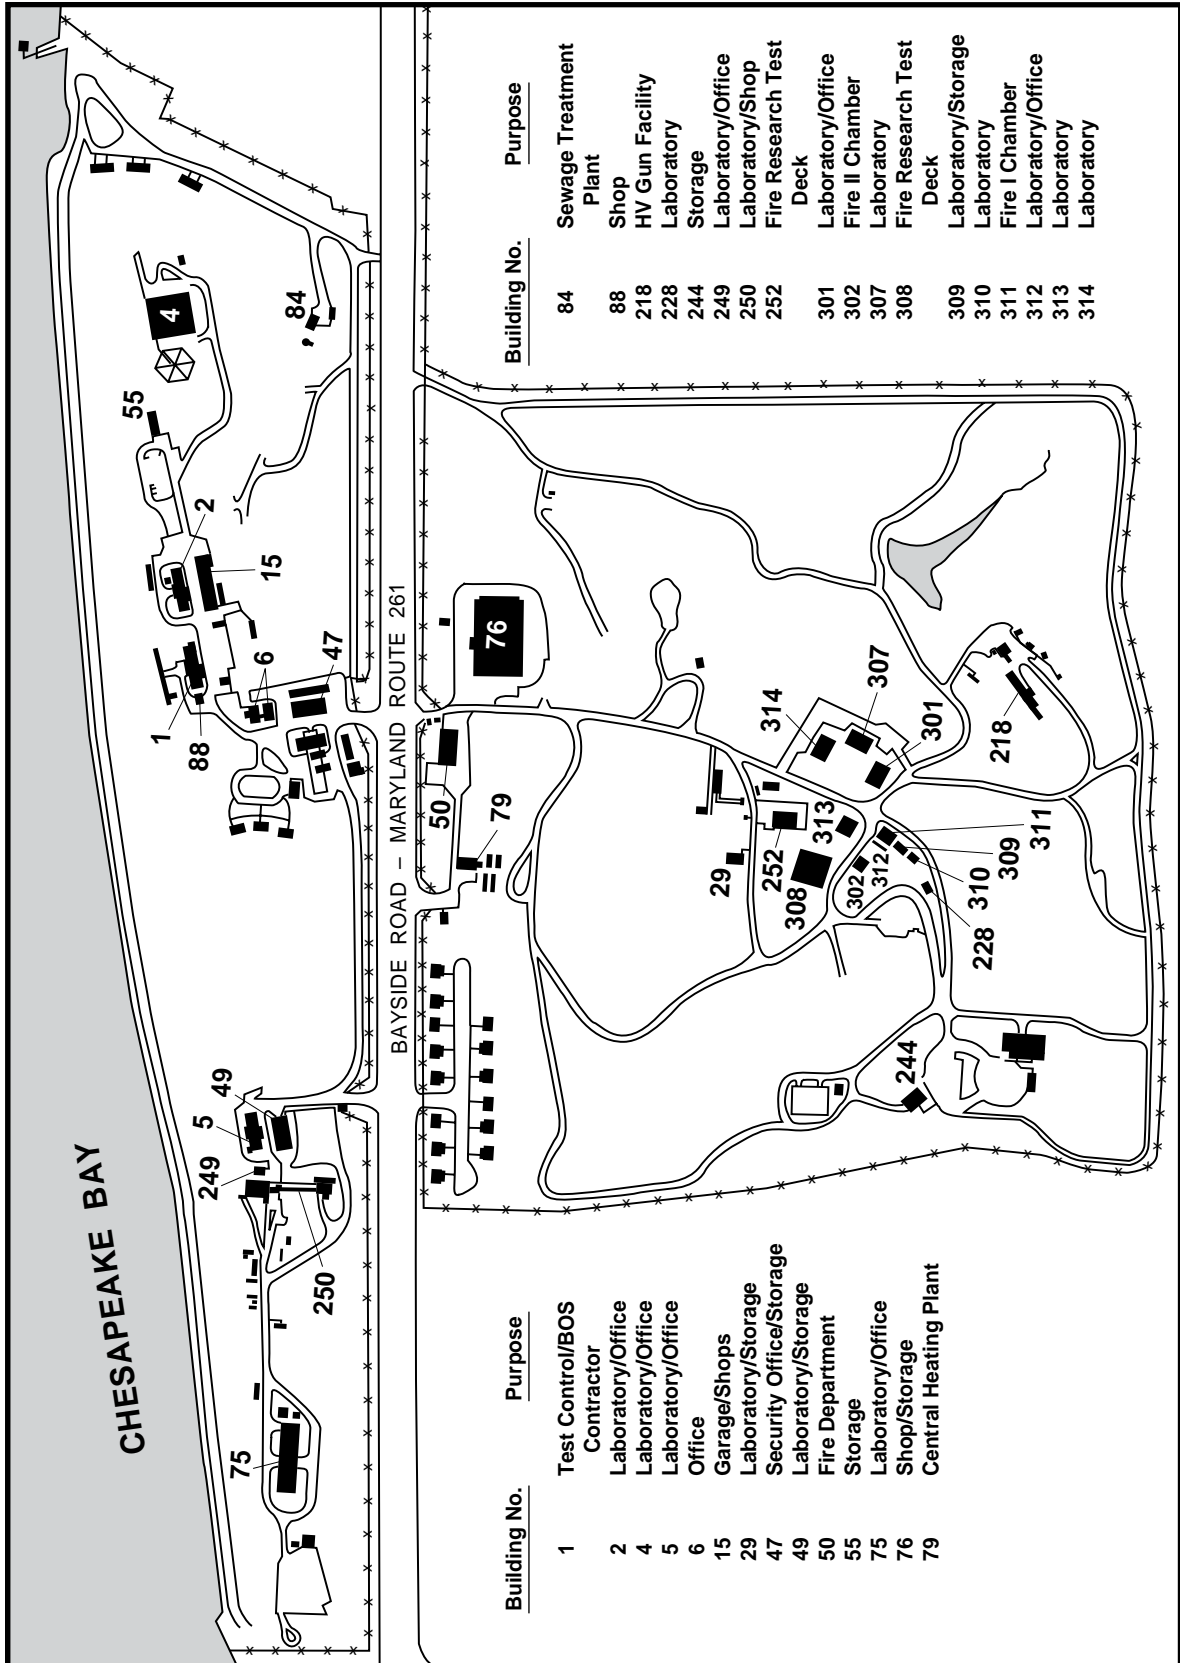 CHESAPEAKE BAY
BAYSIDE ROAD – MARYLAND ROUTE 261
75
250
249
5
49
1
88
6
47
2
15
55
4
84
50
79
76
29
252
308
313
314
307
301
302
312
311
309
310
228
218
244
Building No. Purpose
1 Test Control/BOS
Contractor
2 Laboratory/Office
4 Laboratory/Office
5 Laboratory/Office
6 Office
15 Garage/Shops
29 Laboratory/Storage
47 Security Office/Storage
49 Laboratory/Storage
50 Fire Department
55 Storage
75 Laboratory/Office
76 Shop/Storage
79 Central Heating Plant
Building No. Purpose
84 Sewage Treatment
Plant
88 Shop
218 HV Gun Facility
228 Laboratory
244 Storage
249 Laboratory/Office
250 Laboratory/Shop
252 Fire Research Test
Deck
301 Laboratory/Office
302 Fire II Chamber
307 Laboratory
308 Fire Research Test
Deck
309 Laboratory/Storage
310 Laboratory
311 Fire I Chamber
312 Laboratory/Office
313 Laboratory
314 Laboratory